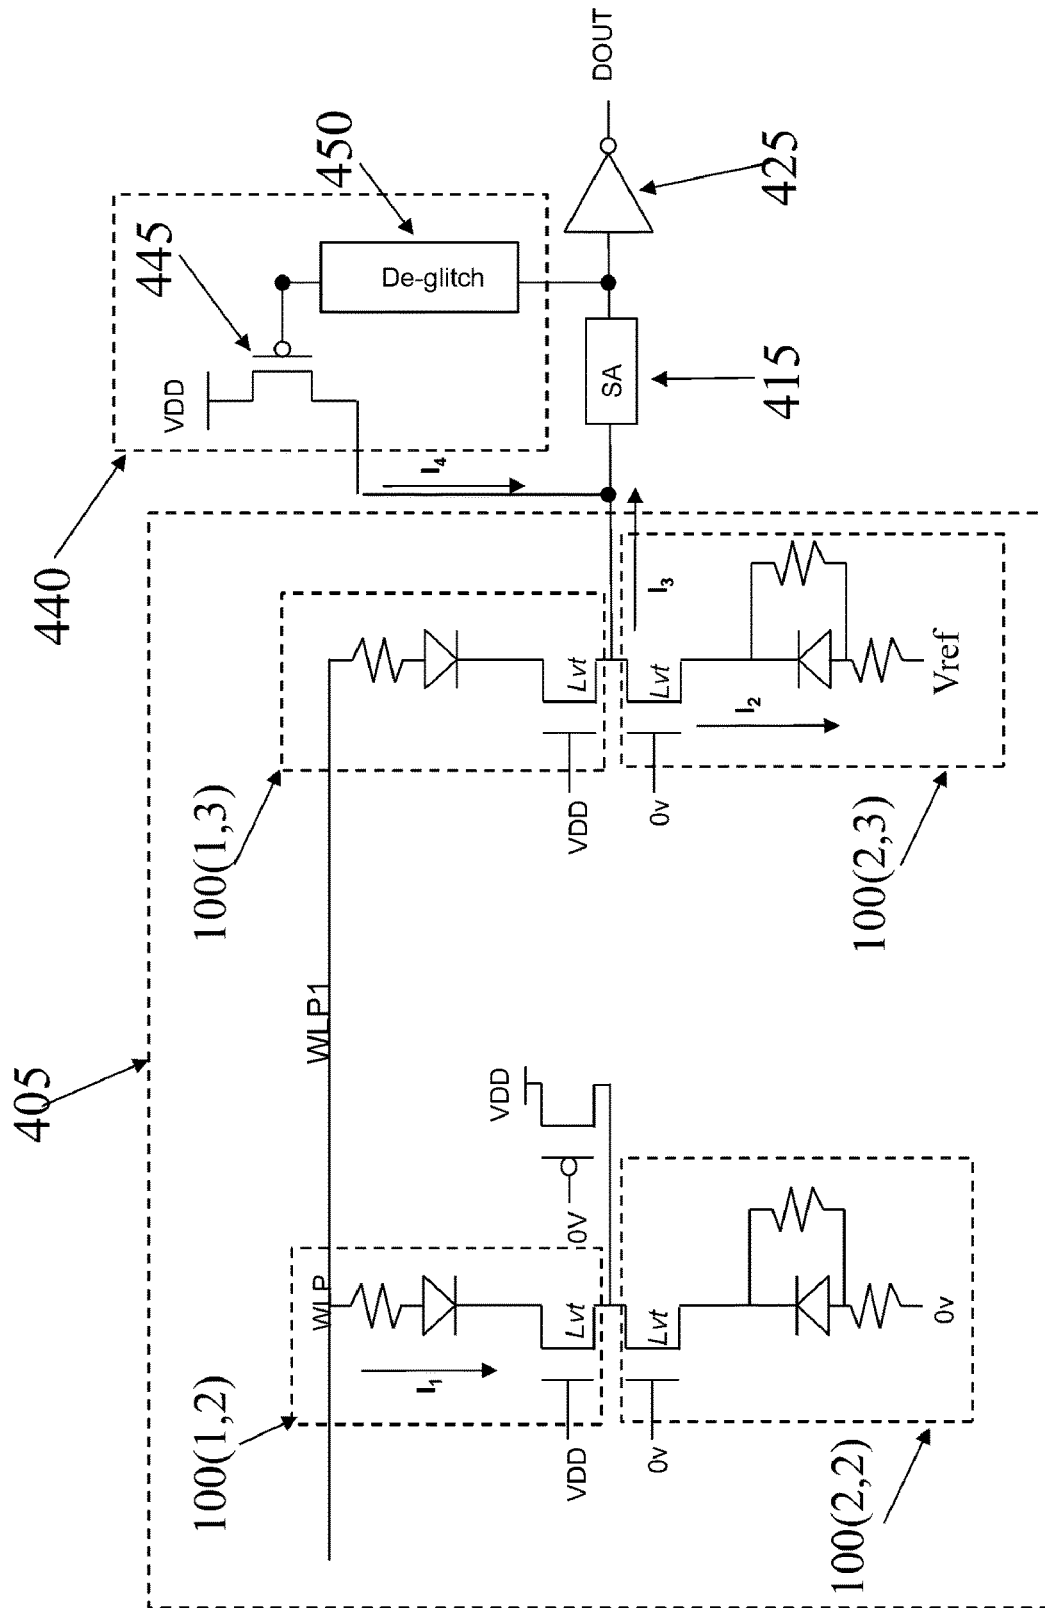 405
440
445
VDD
100(1,2)
100(1,3)
WLP
WLP1
450
De-glitch
I₁
I₄
VDD
0V
VDD
VDD
Lvt
Lvt
SA
DOUT
0v
Lvt
0v
Lvt
I₃
I₂
415
425
100(2,2)
0v
100(2,3)
Vref